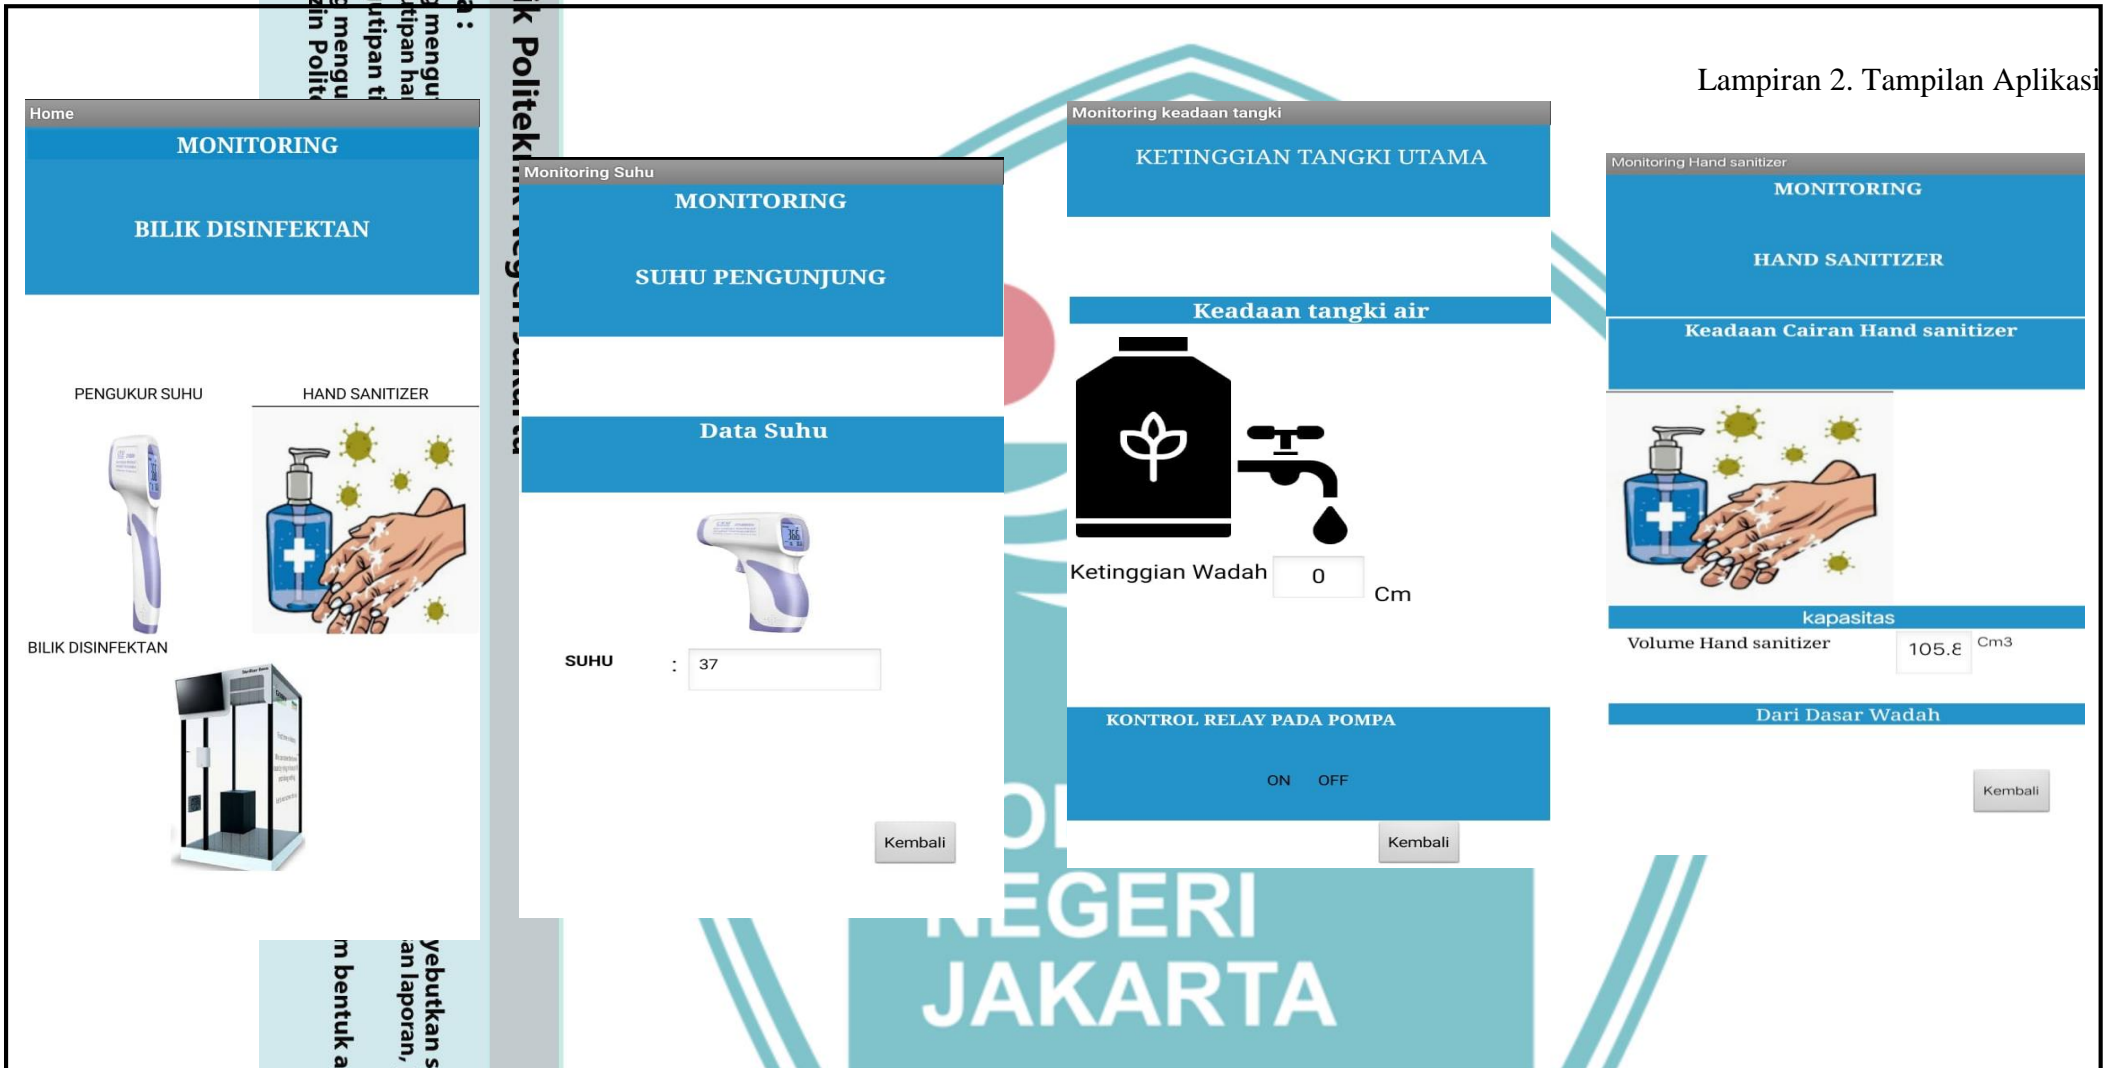 Lampiran 2. Tampilan Aplikasi
Home
MONITORING
BILIK DISINFEKTAN
PENGUKUR SUHU
HAND SANITIZER
BILIK DISINFEKTAN
Monitoring Suhu
MONITORING
SUHU PENGUNJUNG
Data Suhu
SUHU : 37
Kembali
Monitoring keadaan tangki
KETINGGIAN TANGKI UTAMA
Keadaan tangki air
Ketinggian Wadah 0 Cm
KONTROL RELAY PADA POMPA
ON OFF
Kembali
Monitoring Hand sanitizer
MONITORING
HAND SANITIZER
Keadaan Cairan Hand sanitizer
kapasitas
Volume Hand sanitizer 105.8 Cm3
Dari Dasar Wadah
Kembali
NEGERI
JAKARTA